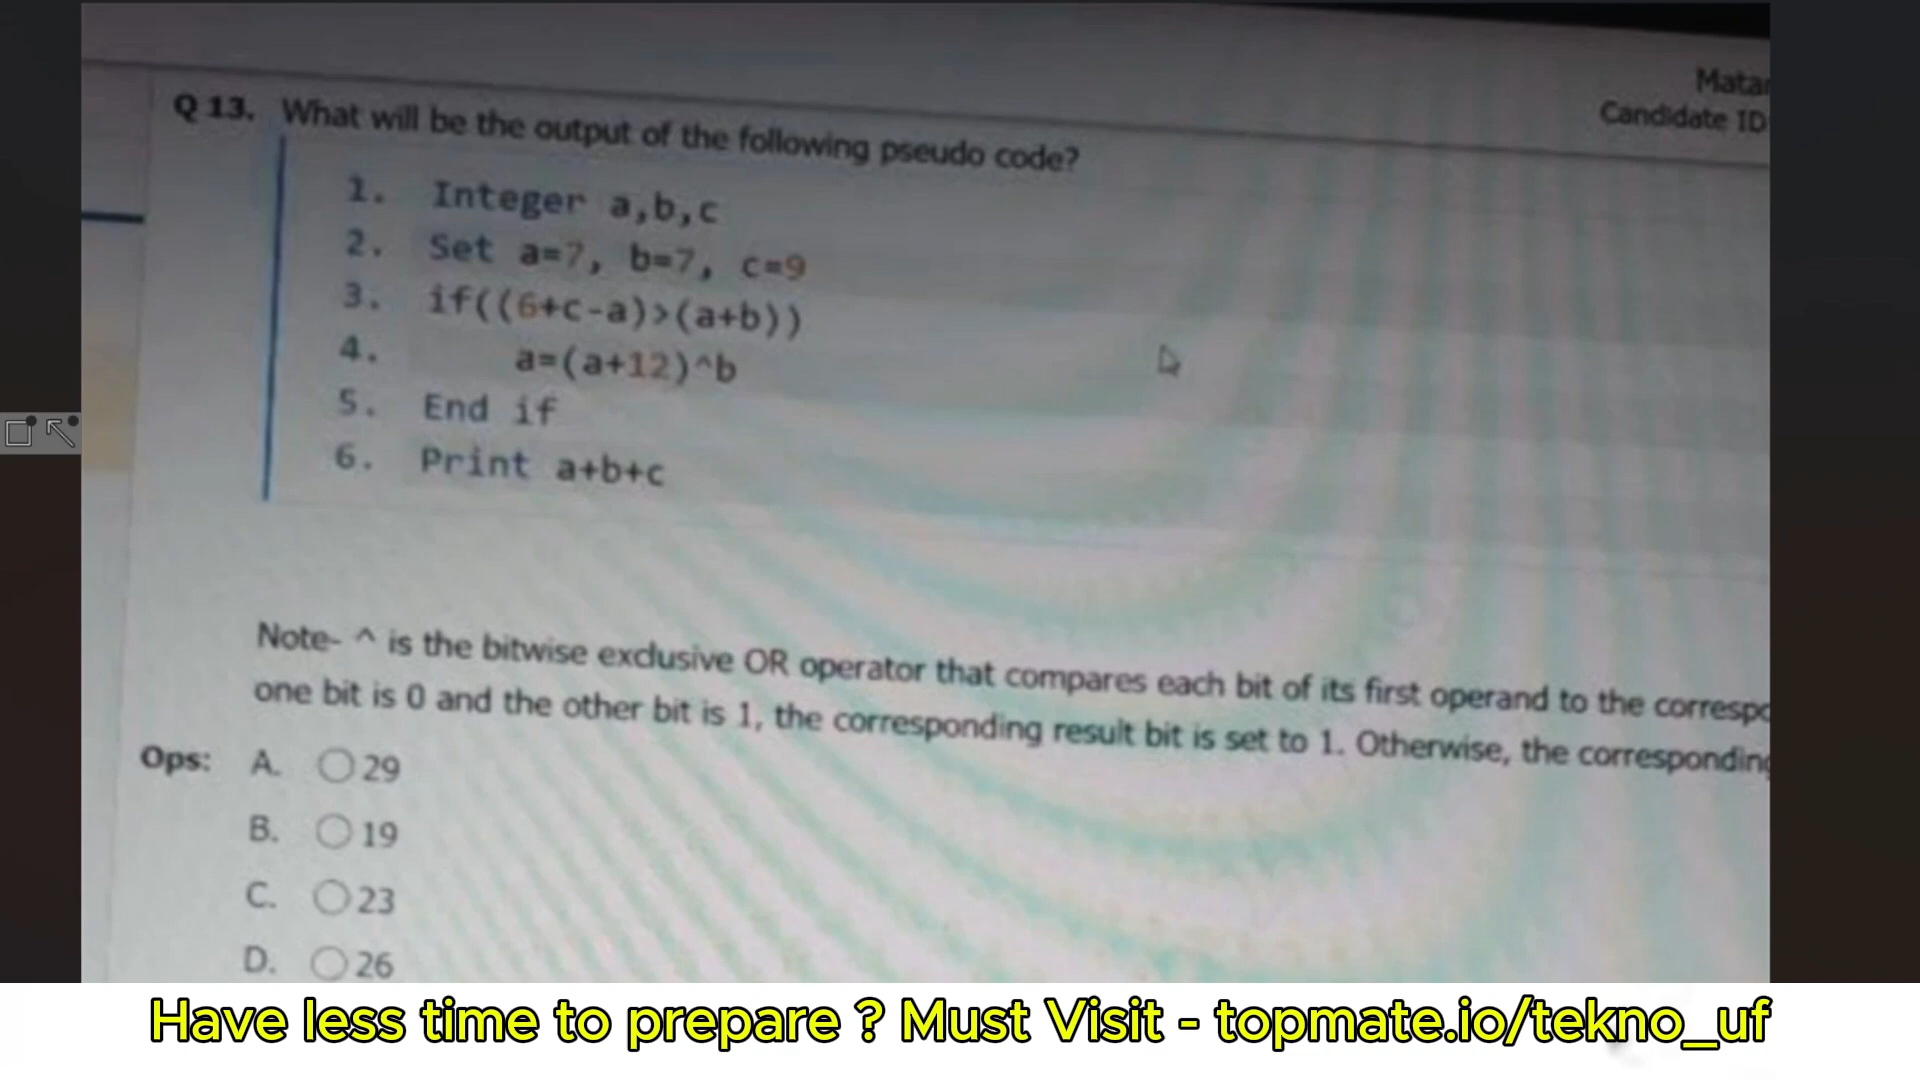 Matar
Candidate ID
Q 13. What will be the output of the following pseudo code?
1. Integer a,b,c
2. Set a=7, b=7, c=9
3. if((6+c-a)>(a+b))
4. a=(a+12)^b
5. End if
6. Print a+b+c
Note- ^ is the bitwise exclusive OR operator that compares each bit of its first operand to the correspo
one bit is 0 and the other bit is 1, the corresponding result bit is set to 1. Otherwise, the corresponding
Ops: A. 29
B. 19
C. 23
D. 26
Have less time to prepare ? Must Visit - topmate.io/tekno_uf